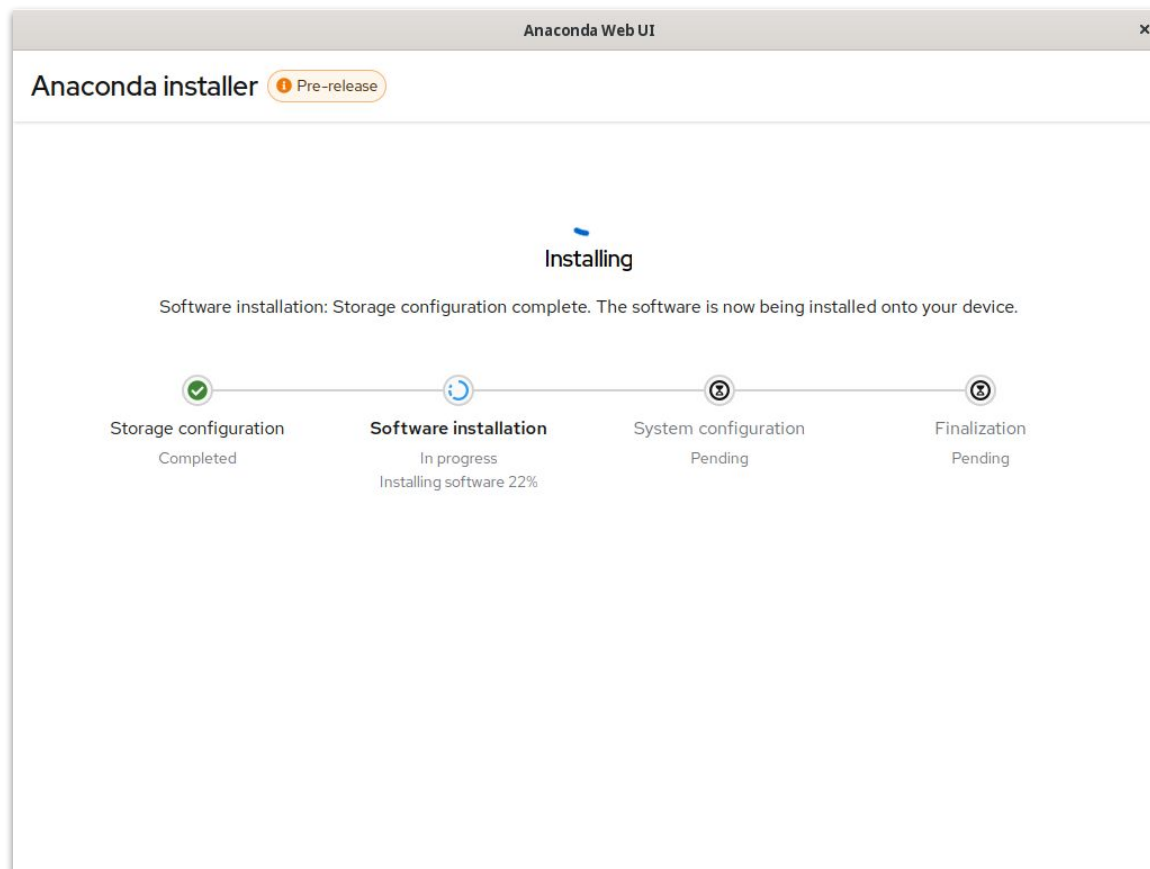 Anaconda Web UI
Anaconda installer
Pre-release
Installing
Software installation: Storage configuration complete. The software is now being installed onto your device.
Storage configuration
Completed
Software installation
In progress
Installing software 22%
System configuration
Pending
Finalization
Pending